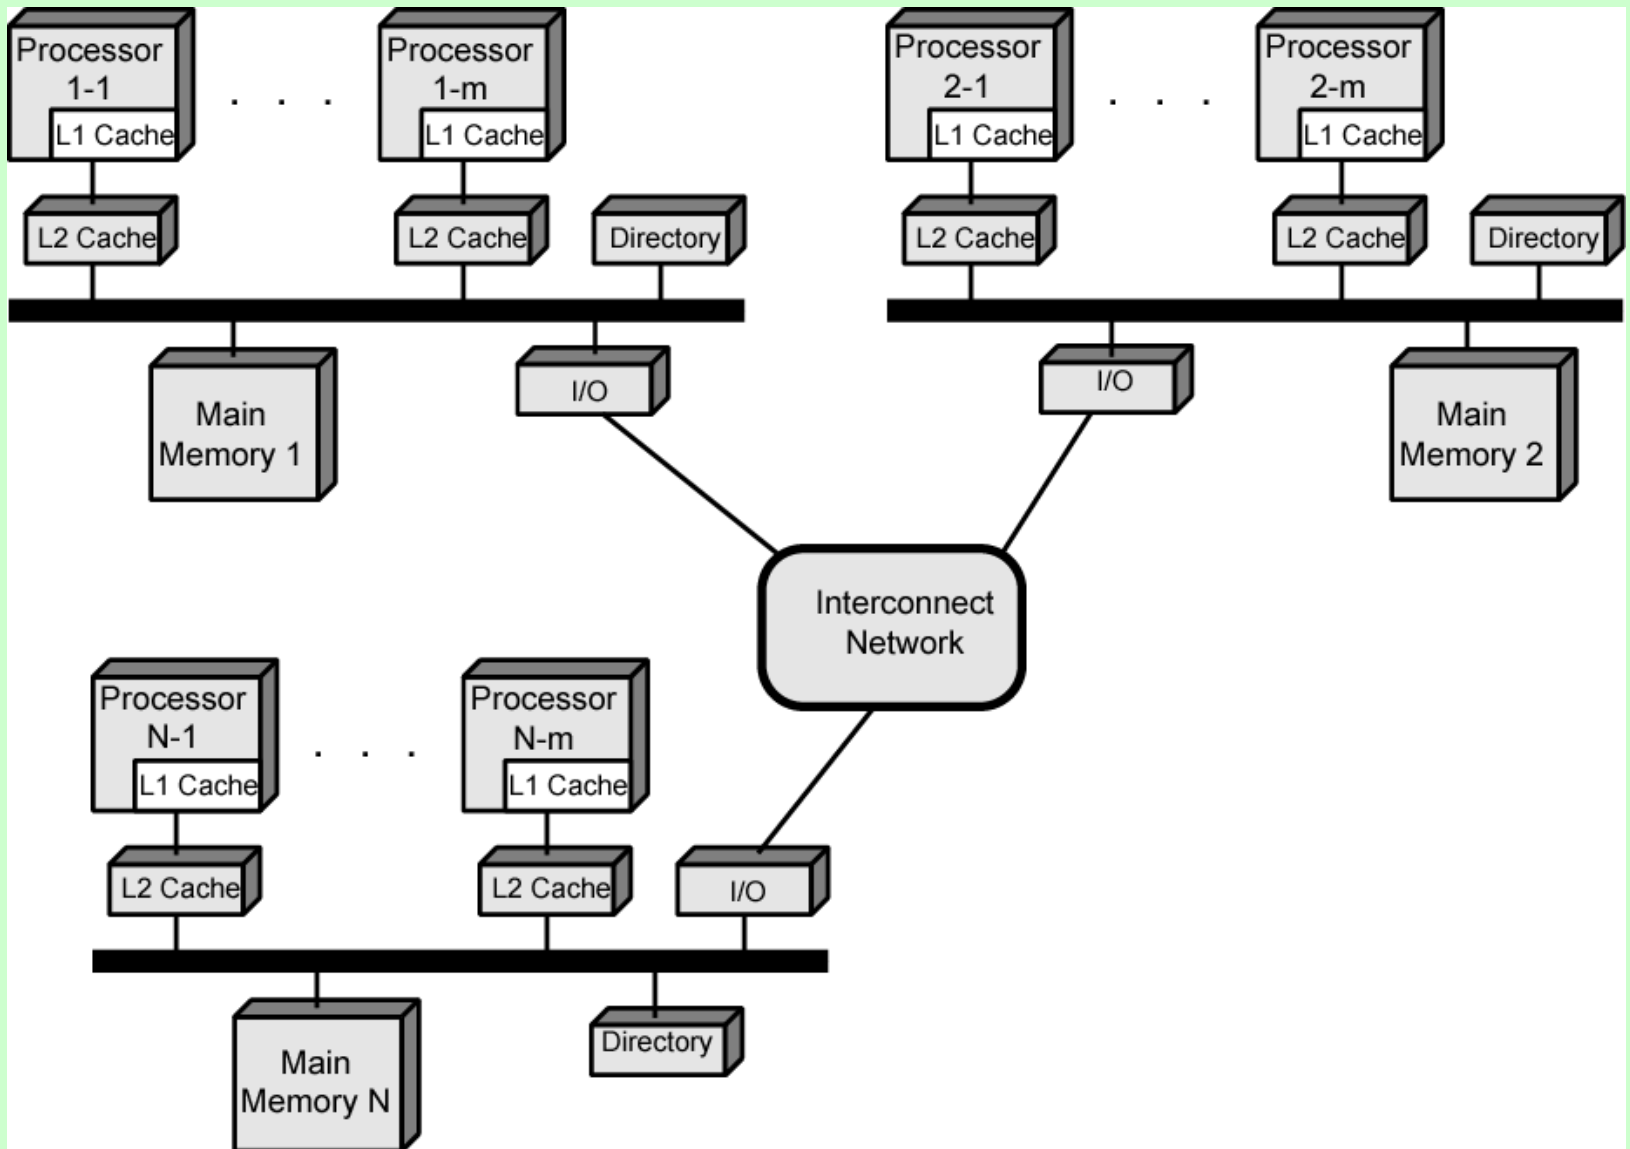 Processor
1-1
L1 Cache
. . .
Processor
1-m
L1 Cache
L2 Cache
L2 Cache
Directory
Main
Memory 1
I/O
Processor
2-1
L1 Cache
. . .
Processor
2-m
L1 Cache
L2 Cache
L2 Cache
Directory
I/O
Main
Memory 2
Interconnect
Network
Processor
N-1
L1 Cache
. . .
Processor
N-m
L1 Cache
L2 Cache
L2 Cache
I/O
Main
Memory N
Directory